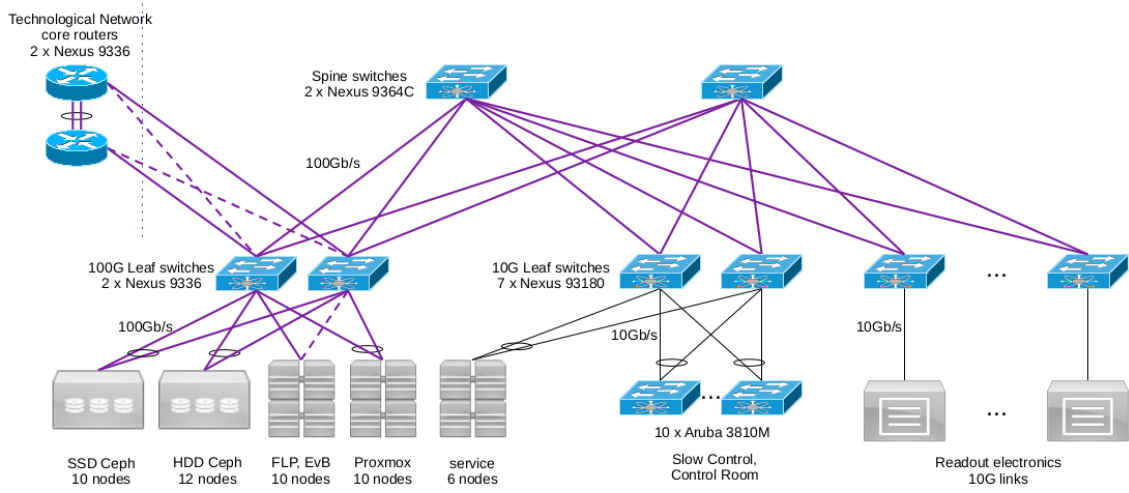 Technological Network
core routers
2 x Nexus 9336
Spine switches
2 x Nexus 9364C
100Gb/s
100G Leaf switches
2 x Nexus 9336
10G Leaf switches
7 x Nexus 93180
...
100Gb/s
10Gb/s
10Gb/s
...
...
10 x Aruba 3810M
SSD Ceph
10 nodes
HDD Ceph
12 nodes
FLP, EvB
10 nodes
Proxmox
10 nodes
service
6 nodes
Slow Control,
Control Room
Readout electronics
10G links